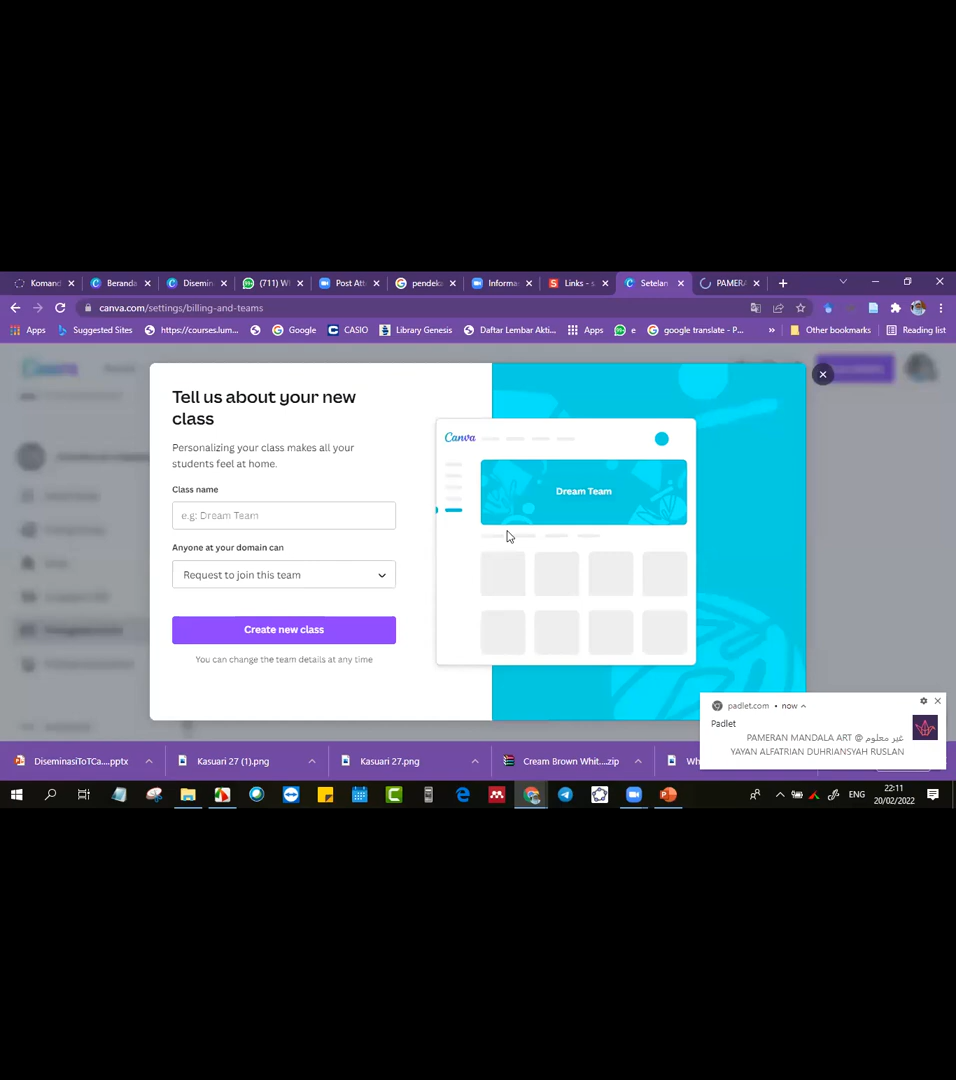 Komand
Beranda
Disemin
(711) W
Post Att
pendek
Informa
Links - s
Setelan
PAMERA
canva.com/settings/billing-and-teams
Apps
Suggested Sites
https://courses.lum...
Google
CASIO
Library Genesis
Daftar Lembar Akti...
Apps
e
google translate - P...
»
Other bookmarks
Reading list
Tell us about your new
class
Personalizing your class makes all your
students feel at home.
Class name
e.g: Dream Team
Anyone at your domain can
Request to join this team
Create new class
You can change the team details at any time
Canva
Dream Team
padlet.com • now
Padlet
غير معلوم @ PAMERAN MANDALA ART
YAYAN ALFATRIAN DUHRIANSYAH RUSLAN
DiseminasiToTCa....pptx
Kasuari 27 (1).png
Kasuari 27.png
Cream Brown Whit...zip
Wh
ENG
22:11
20/02/2022